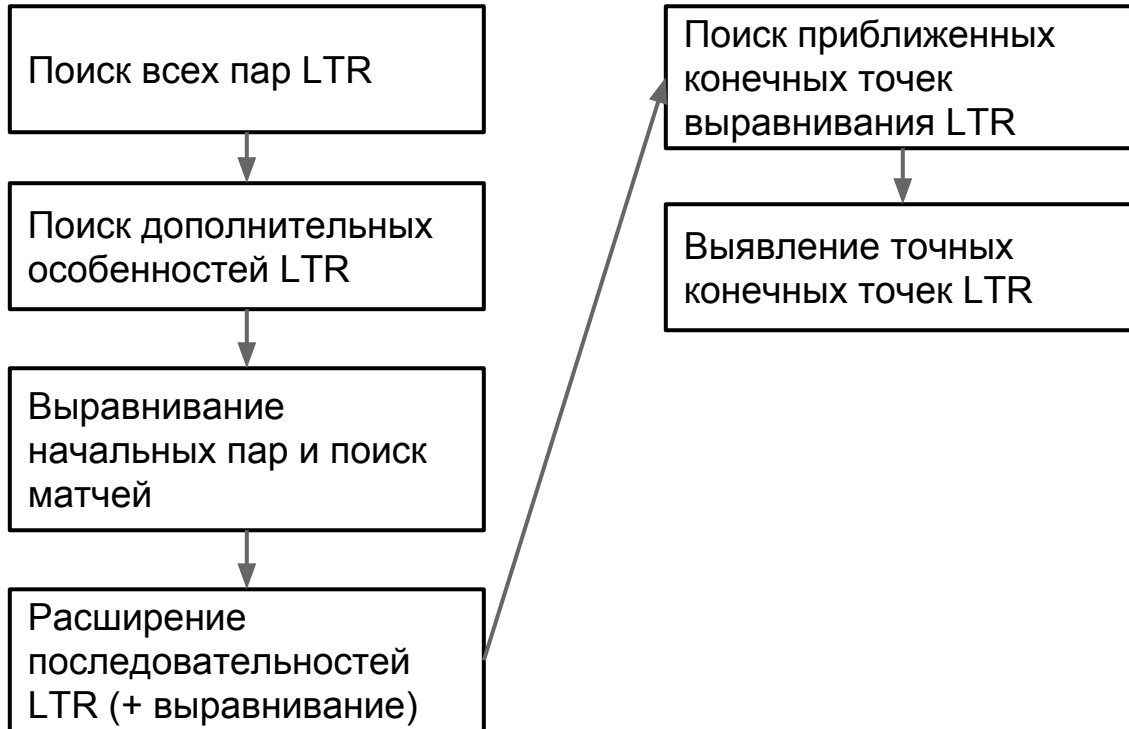 Поиск всех пар LTR
Поиск дополнительных
особенностей LTR
Выравнивание
начальных пар и поиск
матчей
Расширение
последовательностей
LTR (+ выравнивание)
Поиск приближенных
конечных точек
выравнивания LTR
Выявление точных
конечных точек LTR